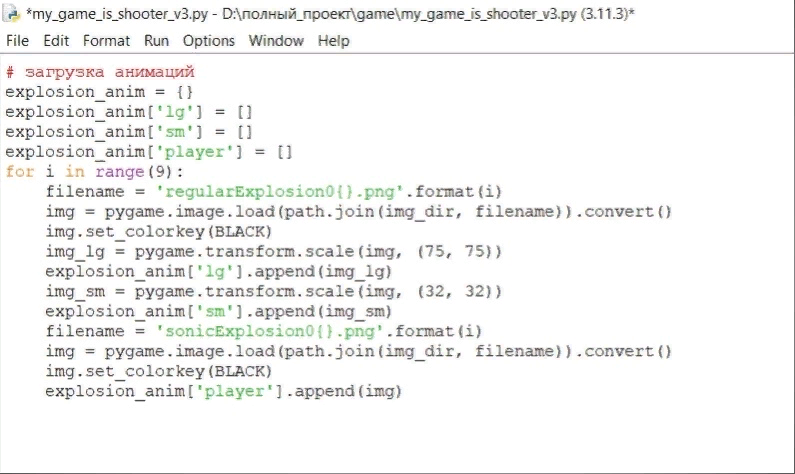 *my_game_is_shooter_v3.py - D:\полный_проект\game\my_game_is_shooter_v3.py (3.11.3)*
File Edit Format Run Options Window Help
# загрузка анимаций
explosion_anim = {}
explosion_anim['lg'] = []
explosion_anim['sm'] = []
explosion_anim['player'] = []
for i in range(9):
    filename = 'regularExplosion0{}.png'.format(i)
    img = pygame.image.load(path.join(img_dir, filename)).convert()
    img.set_colorkey(BLACK)
    img_lg = pygame.transform.scale(img, (75, 75))
    explosion_anim['lg'].append(img_lg)
    img_sm = pygame.transform.scale(img, (32, 32))
    explosion_anim['sm'].append(img_sm)
    filename = 'sonicExplosion0{}.png'.format(i)
    img = pygame.image.load(path.join(img_dir, filename)).convert()
    img.set_colorkey(BLACK)
    explosion_anim['player'].append(img)